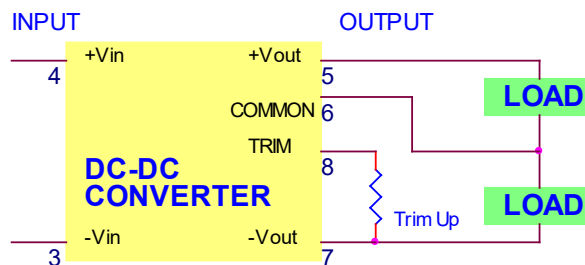 INPUT
OUTPUT
+Vin
+Vout
4
5
COMMON
6
LOAD
TRIM
8
DC-DC
CONVERTER
LOAD
Trim Up
-Vin
-Vout
3
7